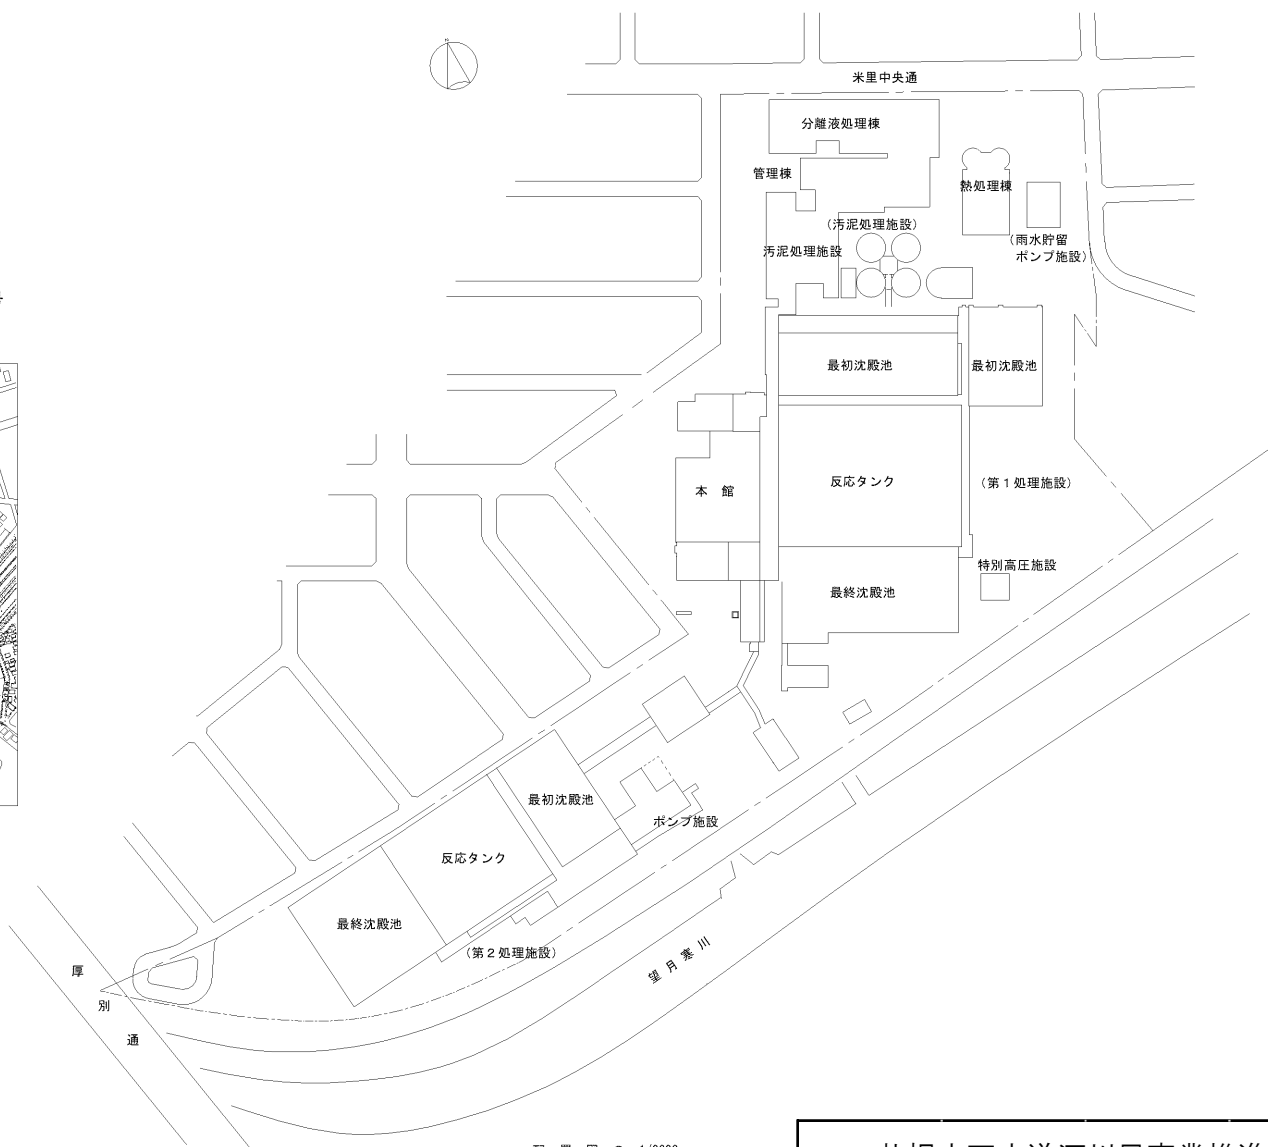 米里中央通
分離液処理棟
管理棟
熱処理棟
(汚泥処理施設)
汚泥処理施設
(雨水貯留
ポンプ施設)
最初沈殿池
最初沈殿池
本 館
反応タンク
(第1処理施設)
特別高圧施設
最終沈殿池
最初沈殿池
ポンプ施設
反応タンク
最終沈殿池
(第2処理施設)
望月寒川
厚別通